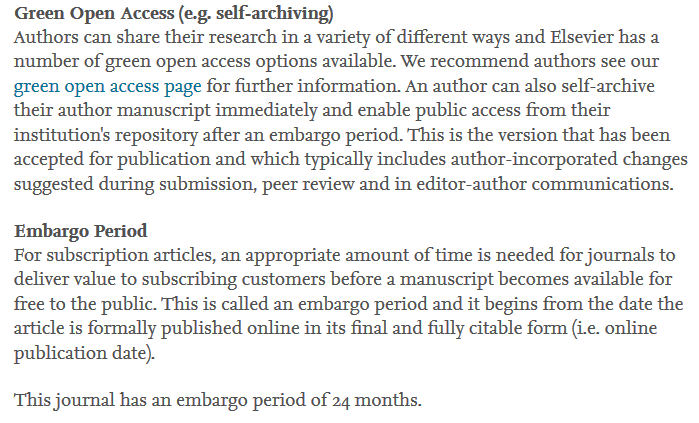 Green Open Access (e.g. self-archiving)
Authors can share their research in a variety of different ways and Elsevier has a
number of green open access options available. We recommend authors see our
green open access page for further information. An author can also self-archive
their author manuscript immediately and enable public access from their
institution's repository after an embargo period. This is the version that has been
accepted for publication and which typically includes author-incorporated changes
suggested during submission, peer review and in editor-author communications.
Embargo Period
For subscription articles, an appropriate amount of time is needed for journals to
deliver value to subscribing customers before a manuscript becomes available for
free to the public. This is called an embargo period and it begins from the date the
article is formally published online in its final and fully citable form (i.e. online
publication date).
This journal has an embargo period of 24 months.